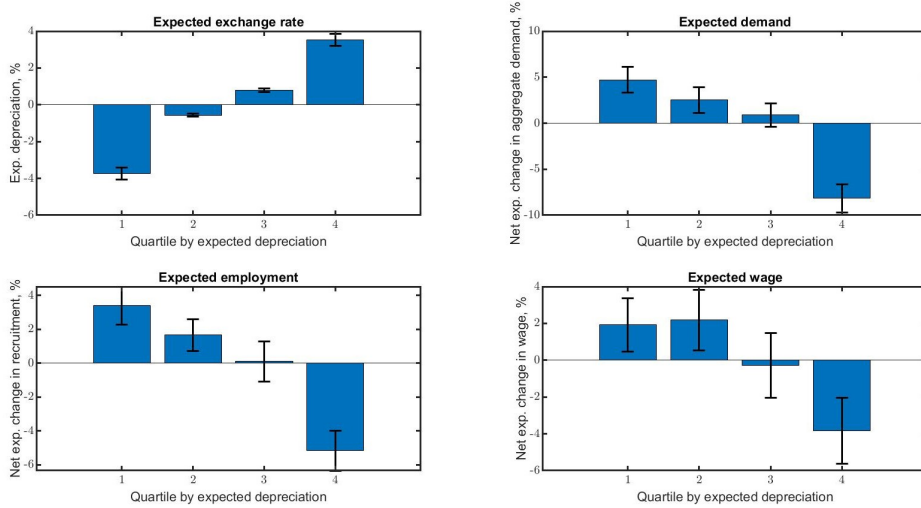 Expected exchange rate
Exp. depreciation, %
4
2
0
-2
-4
-6
1 2 3 4
Quartile by expected depreciation
Expected demand
Net exp. change in aggregate demand, %
10
5
0
-5
-10
1 2 3 4
Quartile by expected depreciation
Expected employment
Net exp. change in recruitment, %
4
2
0
-2
-4
-6
1 2 3 4
Quartile by expected depreciation
Expected wage
Net exp. change in wage, %
4
2
0
-2
-4
-6
1 2 3 4
Quartile by expected depreciation